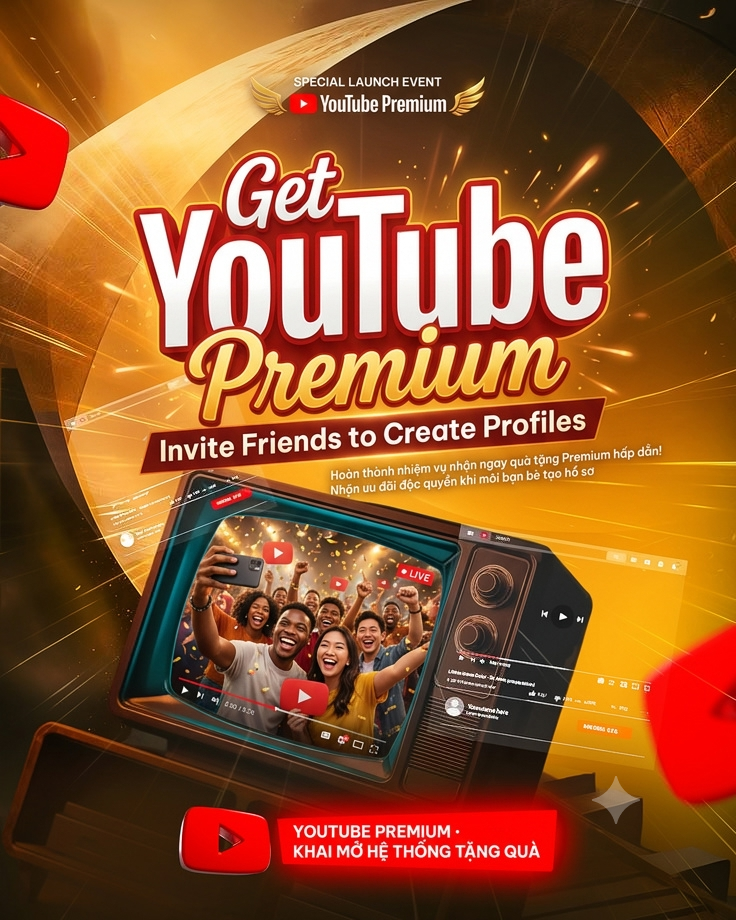 SPECIAL LAUNCH EVENT
YouTube Premium
Get
YouTube
Premium
Invite Friends to Create Profiles
Hoàn thành nhiệm vụ nhận ngay quà tặng Premium hấp dẫn!
Nhận ưu đãi độc quyền khi mời bạn bè tạo hồ sơ
Search
LIVE
YOUTUBE PREMIUM ·
KHAI MỞ HỆ THỐNG TẶNG QUÀ